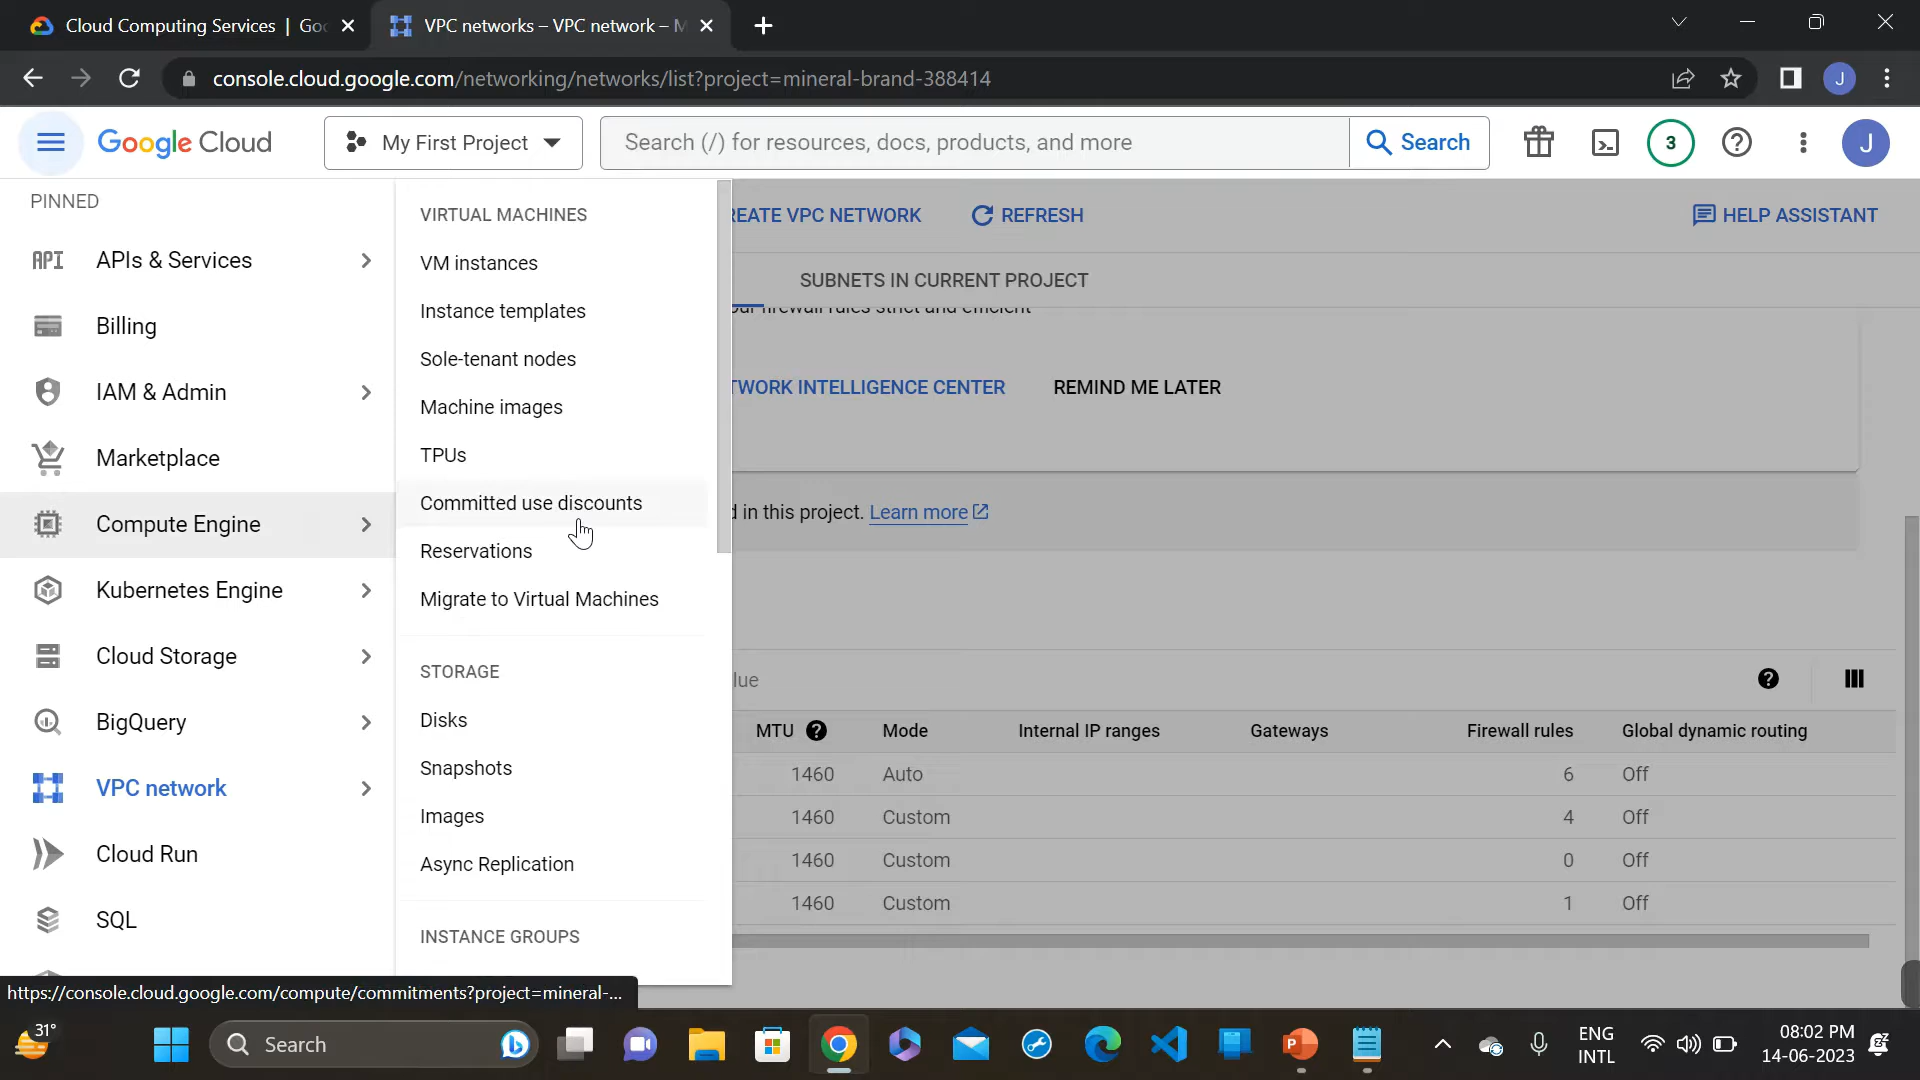 Cloud Computing Services | Goo
VPC networks – VPC network – M
console.cloud.google.com/networking/networks/list?project=mineral-brand-388414
J
Google Cloud
My First Project
Search (/) for resources, docs, products, and more
Search
3
J
PINNED
API APIs & Services
Billing
IAM & Admin
Marketplace
Compute Engine
Kubernetes Engine
Cloud Storage
BigQuery
VPC network
Cloud Run
SQL
VIRTUAL MACHINES
VM instances
Instance templates
Sole-tenant nodes
Machine images
TPUs
Committed use discounts
Reservations
Migrate to Virtual Machines
STORAGE
Disks
Snapshots
Images
Async Replication
INSTANCE GROUPS
REATE VPC NETWORK
REFRESH
HELP ASSISTANT
SUBNETS IN CURRENT PROJECT
our firewall rules strict and efficient
TWORK INTELLIGENCE CENTER
REMIND ME LATER
d in this project. Learn more
lue
MTU Mode Internal IP ranges Gateways Firewall rules Global dynamic routing
1460 Auto 6 Off
1460 Custom 4 Off
1460 Custom 0 Off
1460 Custom 1 Off
https://console.cloud.google.com/compute/commitments?project=mineral-...
31°
Search
ENG
INTL
08:02 PM
14-06-2023